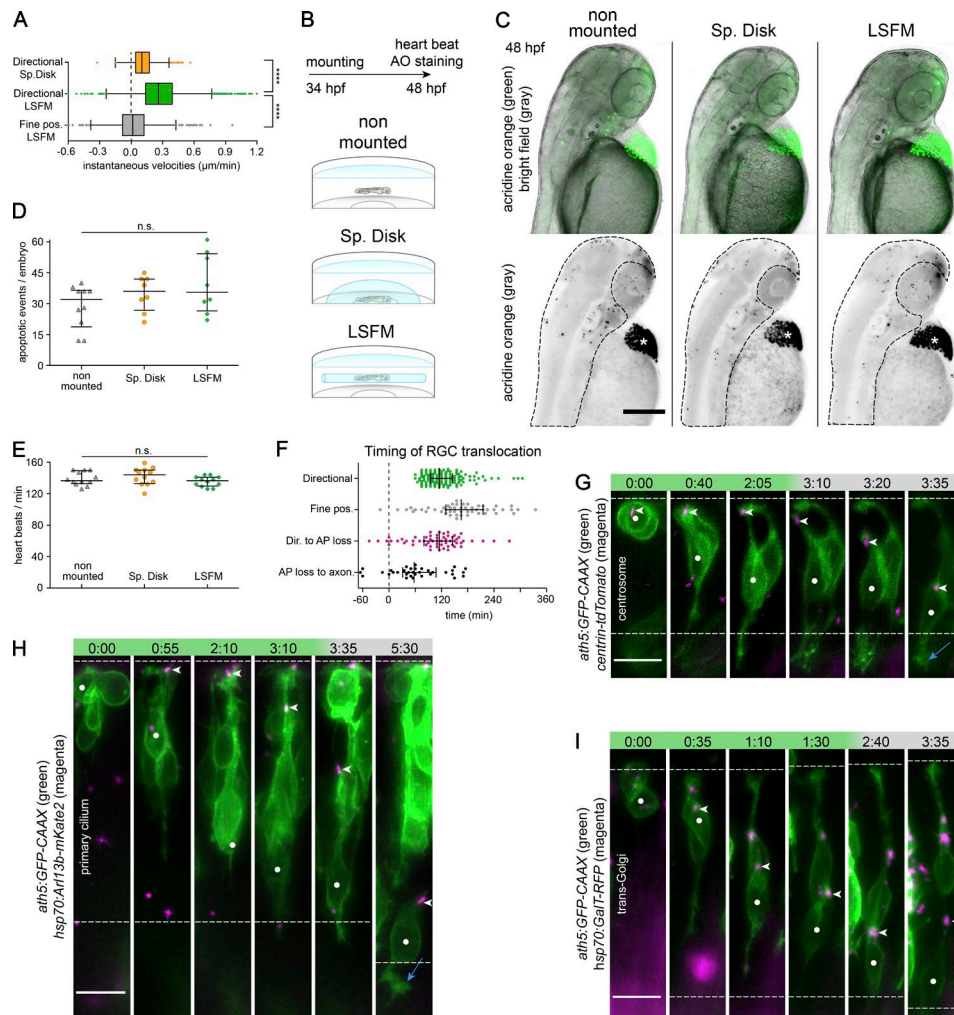 A
Directional
Sp.Disk
Directional
LSFM
Fine pos.
LSFM
****
****
-0.6 -0.3 0.0 0.3 0.6 0.9 1.2
instantaneous velocities (µm/min)
B
mounting
heart beat
AO staining
34 hpf
48 hpf
non
mounted
Sp. Disk
LSFM
C
non
mounted
Sp. Disk
LSFM
48 hpf
acridine orange (green)
bright field (gray)
acridine orange (gray)
*
*
*
D
n.s.
apoptotic events / embryo
60
45
30
15
0
non
mounted
Sp. Disk
LSFM
E
n.s.
heart beats / min
160
120
80
40
0
non
mounted
Sp. Disk
LSFM
F
Timing of RGC translocation
Directional
Fine pos.
Dir. to AP loss
AP loss to axon.
-60 0 120 240 360
time (min)
G
0:00 0:40 2:05 3:10 3:20 3:35
ath5:GFP-CAAX (green)
centrin-tdTomato (magenta)
centrosome
H
0:00 0:55 2:10 3:10 3:35 5:30
ath5:GFP-CAAX (green)
hsp70:Arl13b-mKate2 (magenta)
primary cilium
I
0:00 0:35 1:10 1:30 2:40 3:35
ath5:GFP-CAAX (green)
hsp70:GalT-RFP (magenta)
trans-Golgi